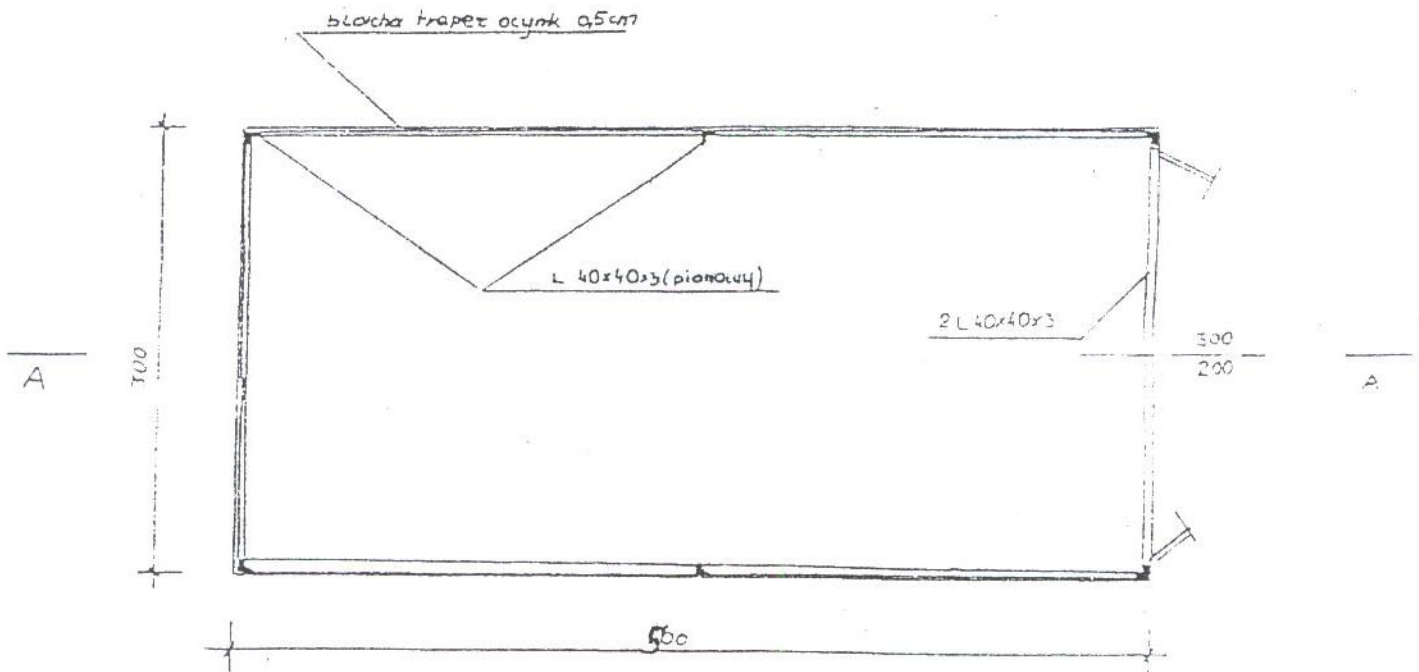 blacha trapez ocynk 0,5cm
L 40x40x3 (pionowy)
2 L 40x40x3
300
200
A
300
A
500